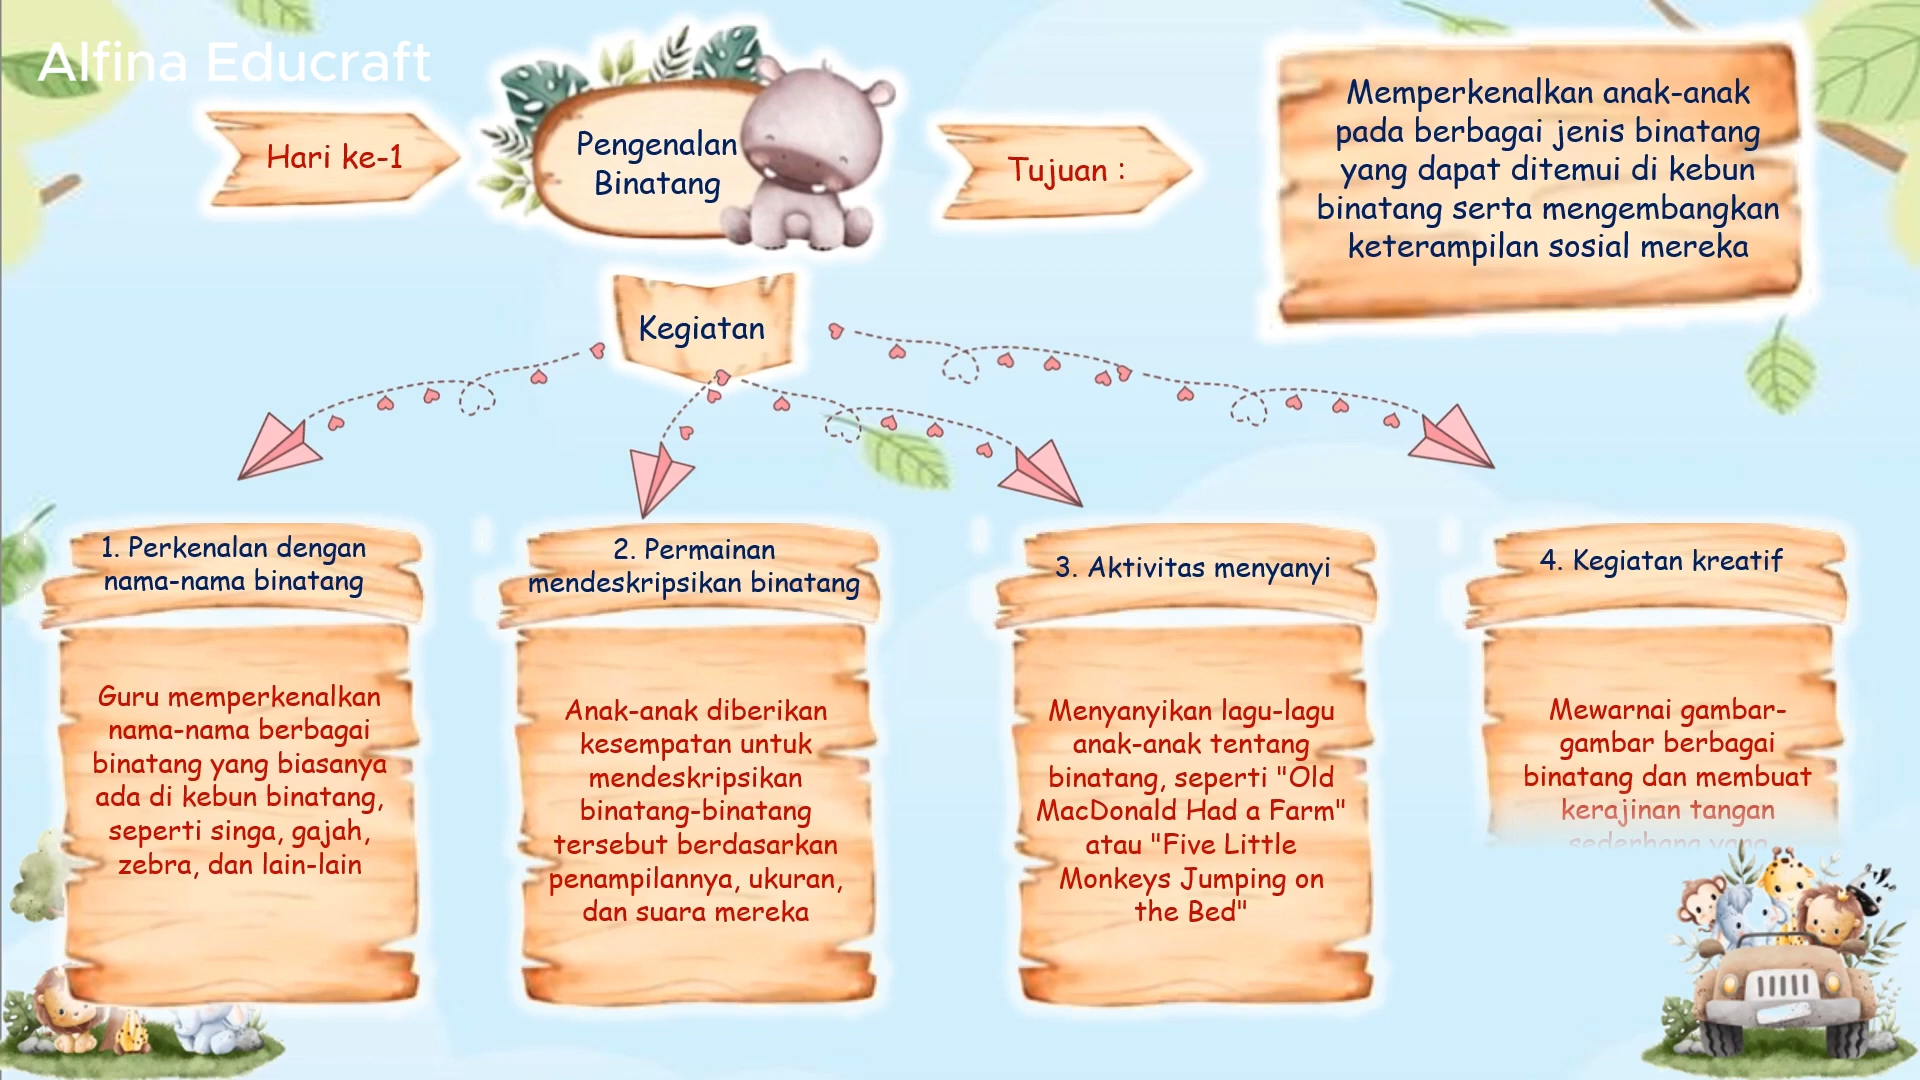 Alfina Educraft
Hari ke-1
Pengenalan
Binatang
Tujuan :
Memperkenalkan anak-anak
pada berbagai jenis binatang
yang dapat ditemui di kebun
binatang serta mengembangkan
keterampilan sosial mereka
Kegiatan
1. Perkenalan dengan
nama-nama binatang
Guru memperkenalkan
nama-nama berbagai
binatang yang biasanya
ada di kebun binatang,
seperti singa, gajah,
zebra, dan lain-lain
2. Permainan
mendeskripsikan binatang
Anak-anak diberikan
kesempatan untuk
mendeskripsikan
binatang-binatang
tersebut berdasarkan
penampilannya, ukuran,
dan suara mereka
3. Aktivitas menyanyi
Menyanyikan lagu-lagu
anak-anak tentang
binatang, seperti "Old
MacDonald Had a Farm"
atau "Five Little
Monkeys Jumping on
the Bed"
4. Kegiatan kreatif
Mewarnai gambar-
gambar berbagai
binatang dan membuat
kerajinan tangan